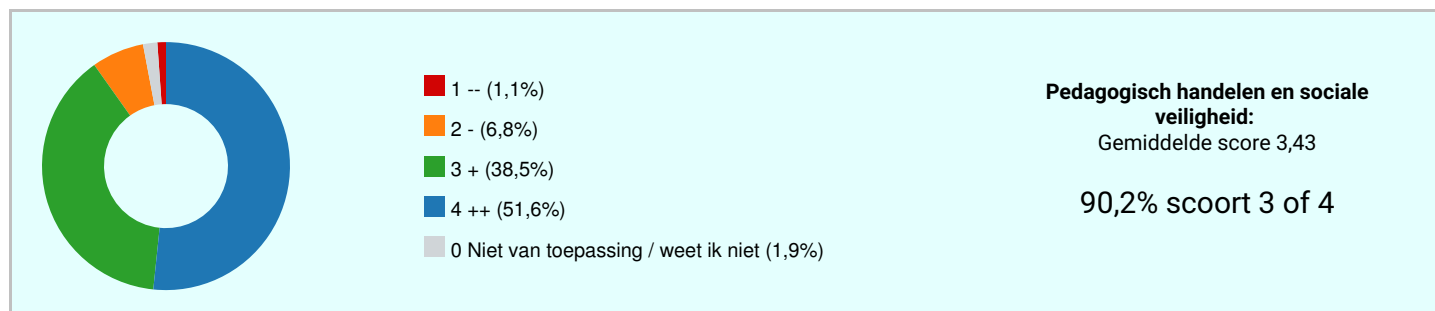 1 -- (1,1%)
2 - (6,8%)
3 + (38,5%)
4 ++ (51,6%)
0 Niet van toepassing / weet ik niet (1,9%)
Pedagogisch handelen en sociale
veiligheid:
Gemiddelde score 3,43
90,2% scoort 3 of 4